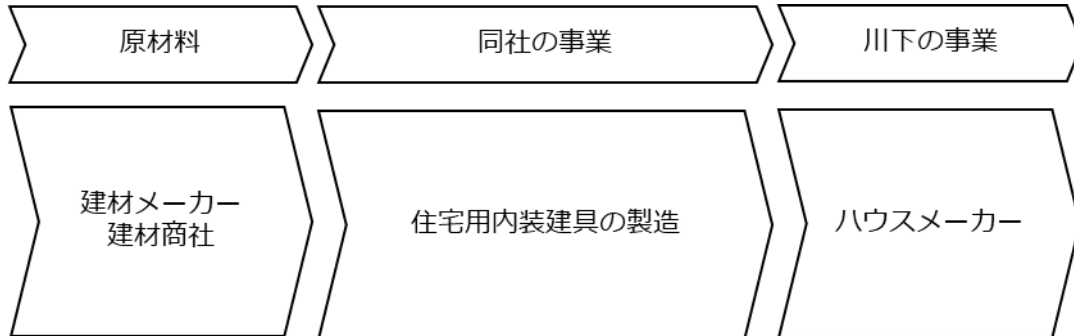 原材料
同社の事業
川下の事業
建材メーカー
建材商社
住宅用内装建具の製造
ハウスメーカー